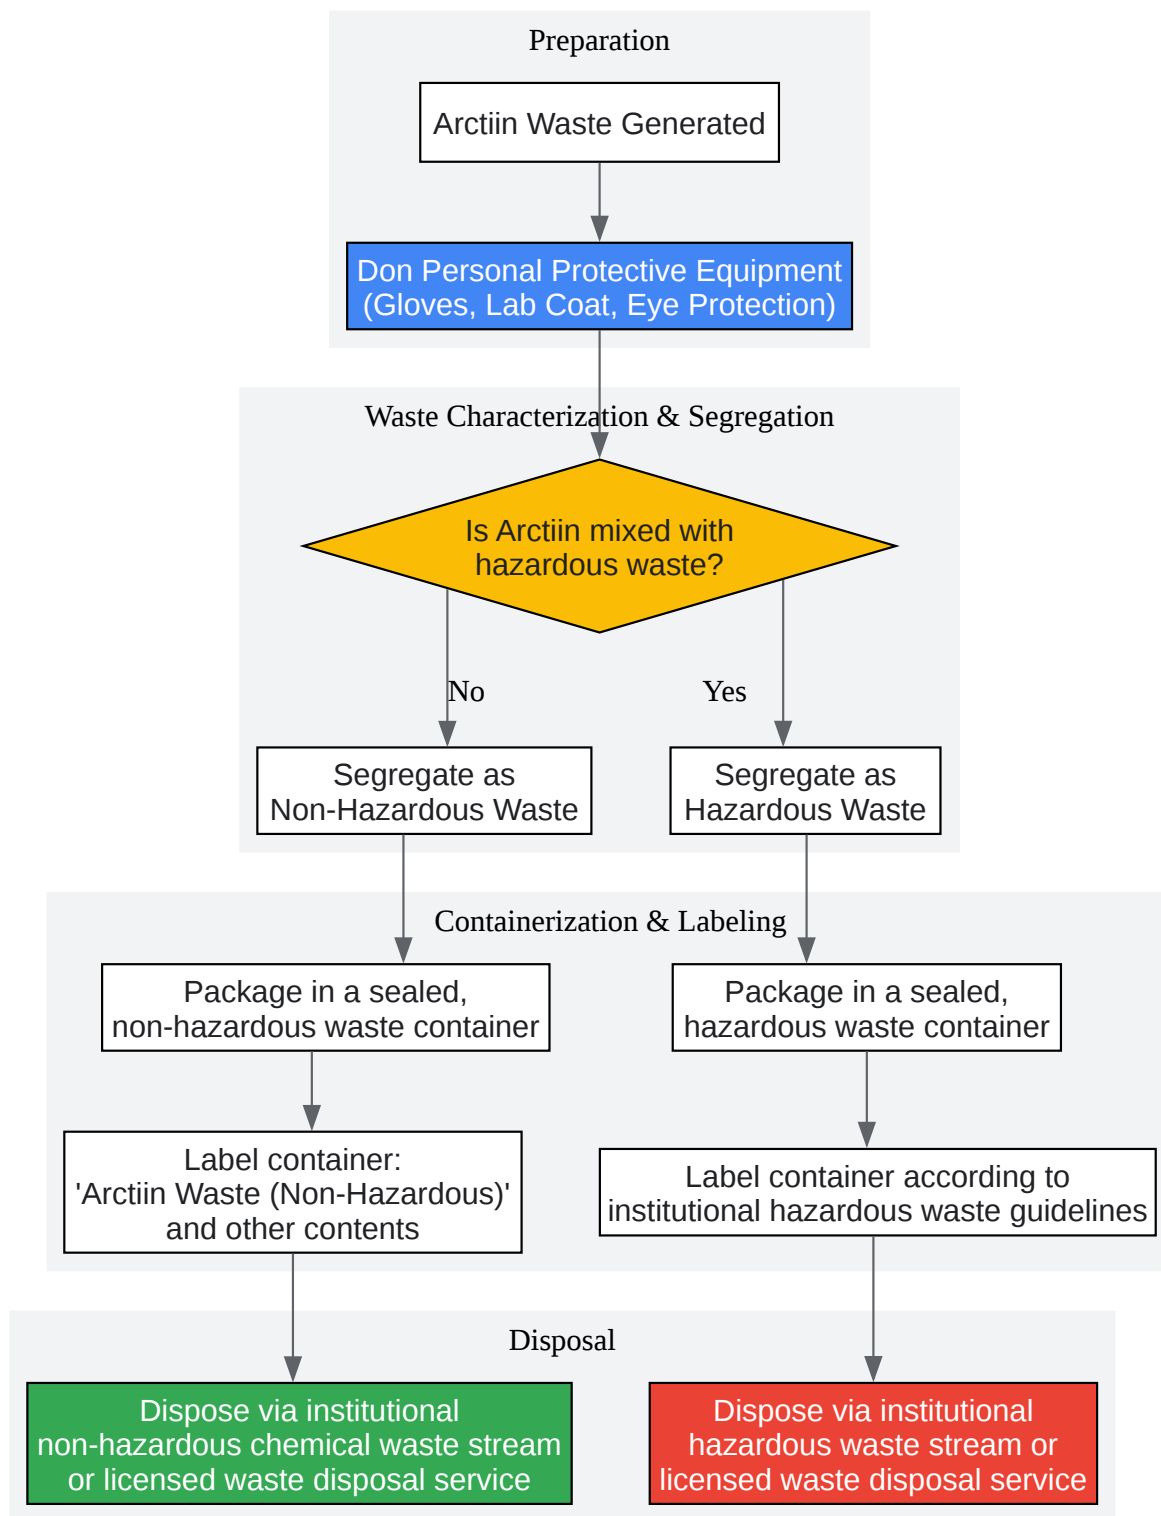 Preparation
Arctiin Waste Generated
Don Personal Protective Equipment
(Gloves, Lab Coat, Eye Protection)
Waste Characterization & Segregation
Is Arctiin mixed with
hazardous waste?
No
Yes
Segregate as
Non-Hazardous Waste
Segregate as
Hazardous Waste
Containerization & Labeling
Package in a sealed,
non-hazardous waste container
Package in a sealed,
hazardous waste container
Label container:
'Arctiin Waste (Non-Hazardous)'
and other contents
Label container according to
institutional hazardous waste guidelines
Disposal
Dispose via institutional
non-hazardous chemical waste stream
or licensed waste disposal service
Dispose via institutional
hazardous waste stream or
licensed waste disposal service